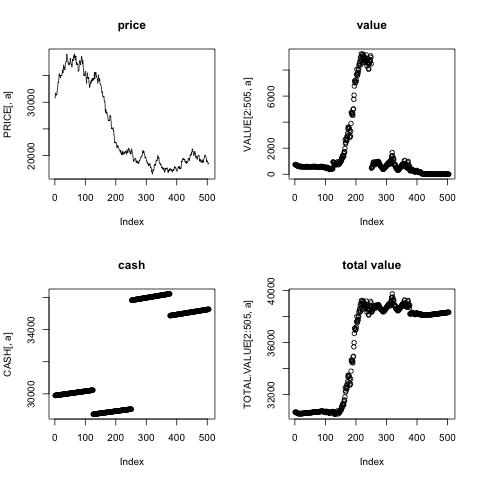 price
PRICE[, a]
20000
30000
0 100 200 300 400 500
Index
value
VALUE[2:505, a]
0
2000
6000
0 100 200 300 400 500
Index
cash
CASH[, a]
30000
34000
0 100 200 300 400 500
Index
total value
TOTAL.VALUE[2:505, a]
32000
36000
40000
0 100 200 300 400 500
Index